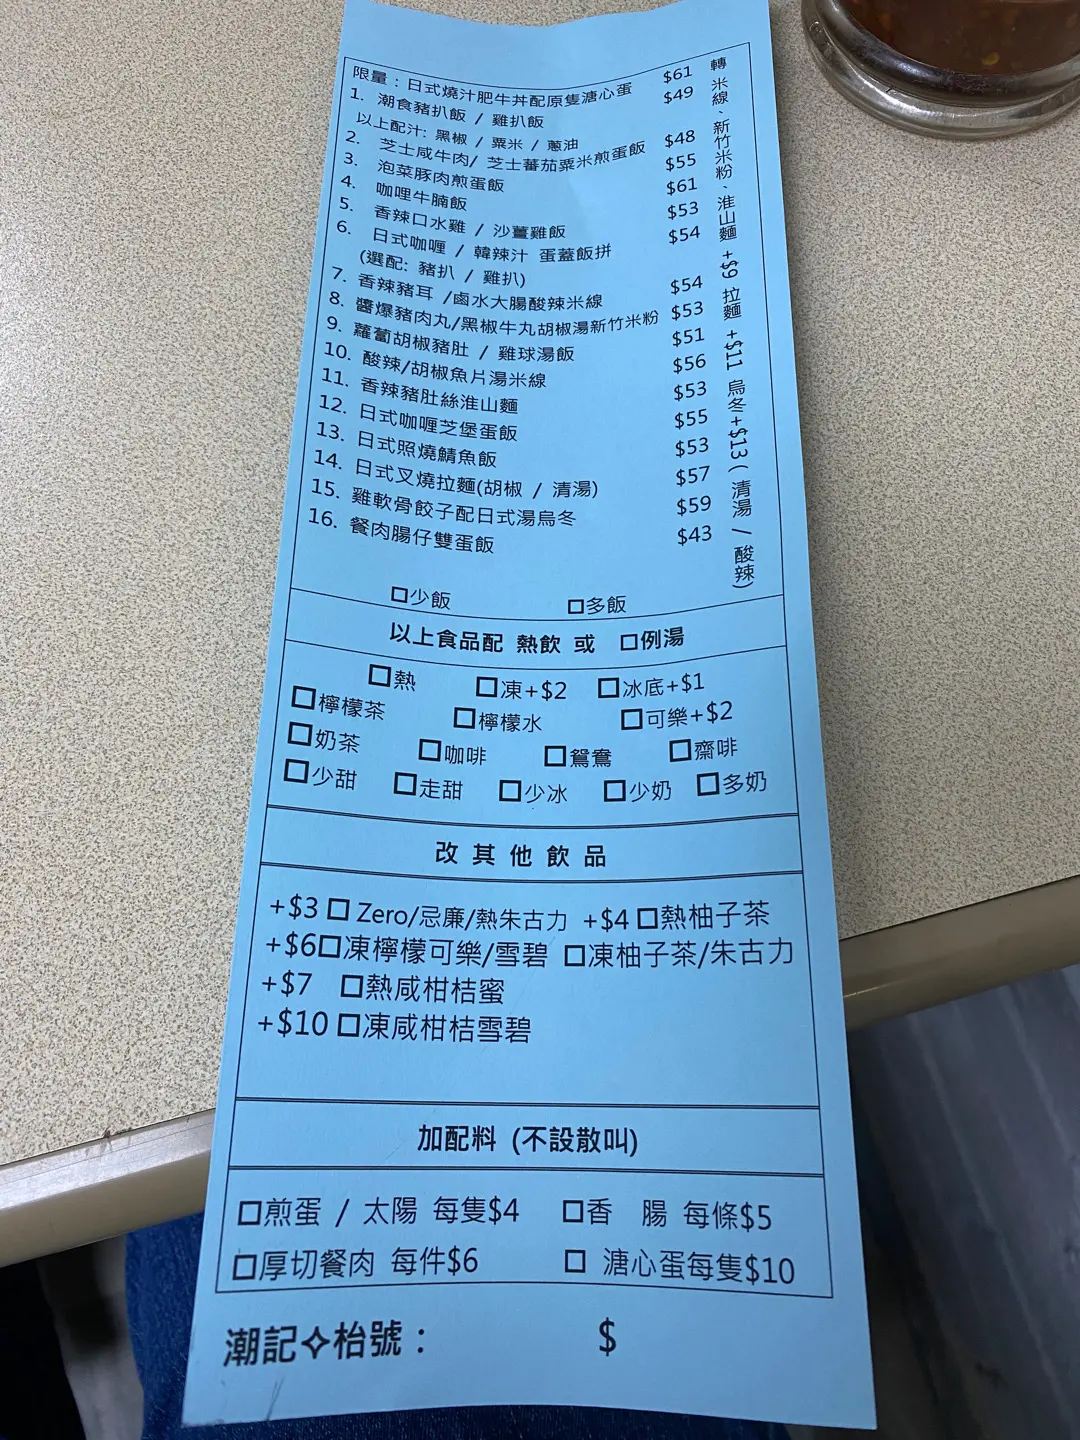 限量：日式燒汁肥牛丼配原隻溏心蛋 $61
1. 潮食豬扒飯 / 雞扒飯 $49
以上配汁: 黑椒 / 粟米 / 蔥油
2. 芝士咸牛肉/ 芝士蕃茄粟米煎蛋飯 $48
3. 泡菜豚肉煎蛋飯 $55
4. 咖哩牛腩飯 $61
5. 香辣口水雞 / 沙薑雞飯 $53
6. 日式咖喱 / 韓辣汁 蛋蓋飯拼 $54
(選配: 豬扒 / 雞扒)
7. 香辣豬耳 /鹵水大腸酸辣米線 $54
8. 醬爆豬肉丸/黑椒牛丸胡椒湯新竹米粉 $53
9. 蘿蔔胡椒豬肚 / 雞球湯飯 $51
10. 酸辣/胡椒魚片湯米線 $56
11. 香辣豬肚絲淮山麵 $53
12. 日式咖喱芝堡蛋飯 $55
13. 日式照燒鯖魚飯 $53
14. 日式叉燒拉麵(胡椒 / 清湯) $57
15. 雞軟骨餃子配日式湯烏冬 $59
16. 餐肉腸仔雙蛋飯 $43
轉 米線、新竹米粉、淮山麵 +$9 拉麵 +$11 烏冬+$13 ( 清湯 / 酸辣)
□少飯 □多飯
以上食品配 熱飲 或 □例湯
□熱 □凍+$2 □冰底+$1
□檸檬茶 □檸檬水 □可樂+$2
□奶茶 □咖啡 □鴛鴦 □齋啡
□少甜 □走甜 □少冰 □少奶 □多奶
改 其 他 飲 品
+$3 □ Zero/忌廉/熱朱古力 +$4 □熱柚子茶
+$6□凍檸檬可樂/雪碧 □凍柚子茶/朱古力
+$7 □熱咸柑桔蜜
+$10 □凍咸柑桔雪碧
加配料 (不設散叫)
□煎蛋 / 太陽 每隻$4 □香 腸 每條$5
□厚切餐肉 每件$6 □ 溏心蛋每隻$10
潮記✧枱號： $